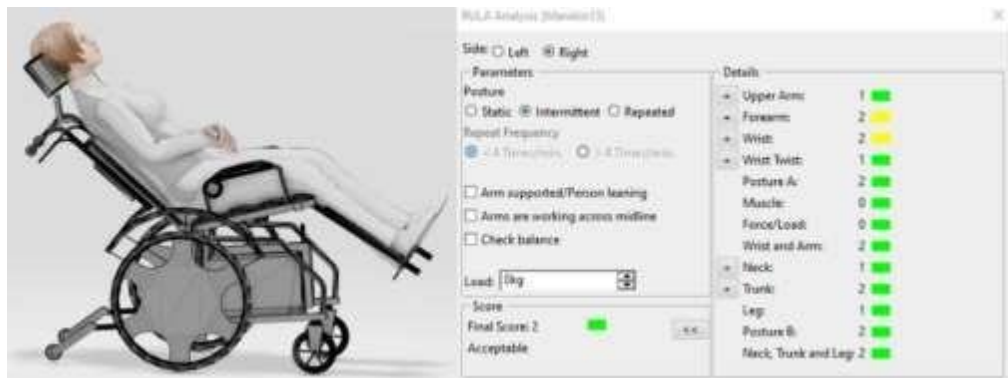 RULA Analysis (Manikin13)
Side: Left Right
Parameters
Posture
Static Intermittent Repeated
Repeat Frequency
Arm supported/Person leaning
Arms are working across midline
Check balance
Load: 0kg
Score
Final Score: 2
<<
Acceptable
Details
+ Upper Arm: 1
+ Forearm: 2
+ Wrist: 2
+ Wrist Twist: 1
Posture A: 2
Muscle: 0
Force/Load: 0
Wrist and Arm: 2
+ Neck: 1
+ Trunk: 2
Leg: 1
Posture B: 2
Neck, Trunk and Leg: 2